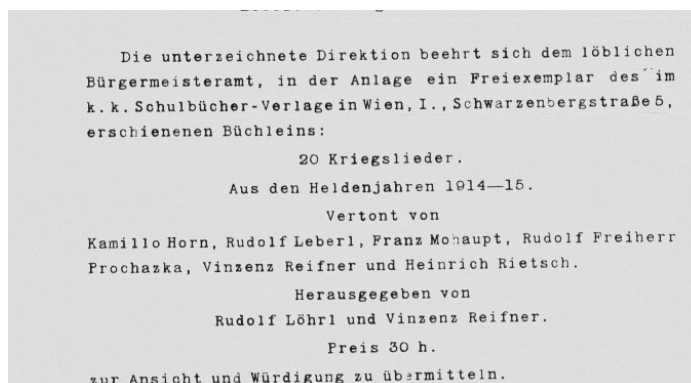 Die unterzeichnete Direktion beehrt sich dem löblichen
Bürgermeisteramt, in der Anlage ein Freiexemplar des im
k. k. Schulbücher-Verlage in Wien, I., Schwarzenbergstraße 5,
erschienenen Büchleins:
20 Kriegslieder.
Aus den Heldenjahren 1914—15.
Vertont von
Kamillo Horn, Rudolf Leberl, Franz Mohaupt, Rudolf Freiherr
Prochazka, Vinzenz Reifner und Heinrich Rietsch.
Herausgegeben von
Rudolf Löhrl und Vinzenz Reifner.
Preis 30 h.
zur Ansicht und Würdigung zu übermitteln.